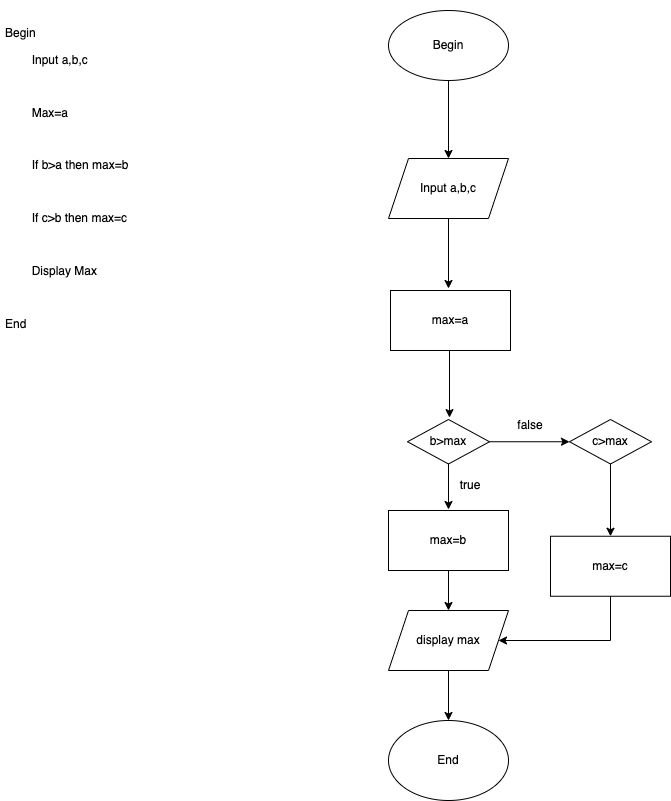 Begin
Input a,b,c
Max=a
If b>a then max=b
If c>b then max=c
Display Max
End
Begin
Input a,b,c
max=a
b>max
false
c>max
true
max=b
max=c
display max
End